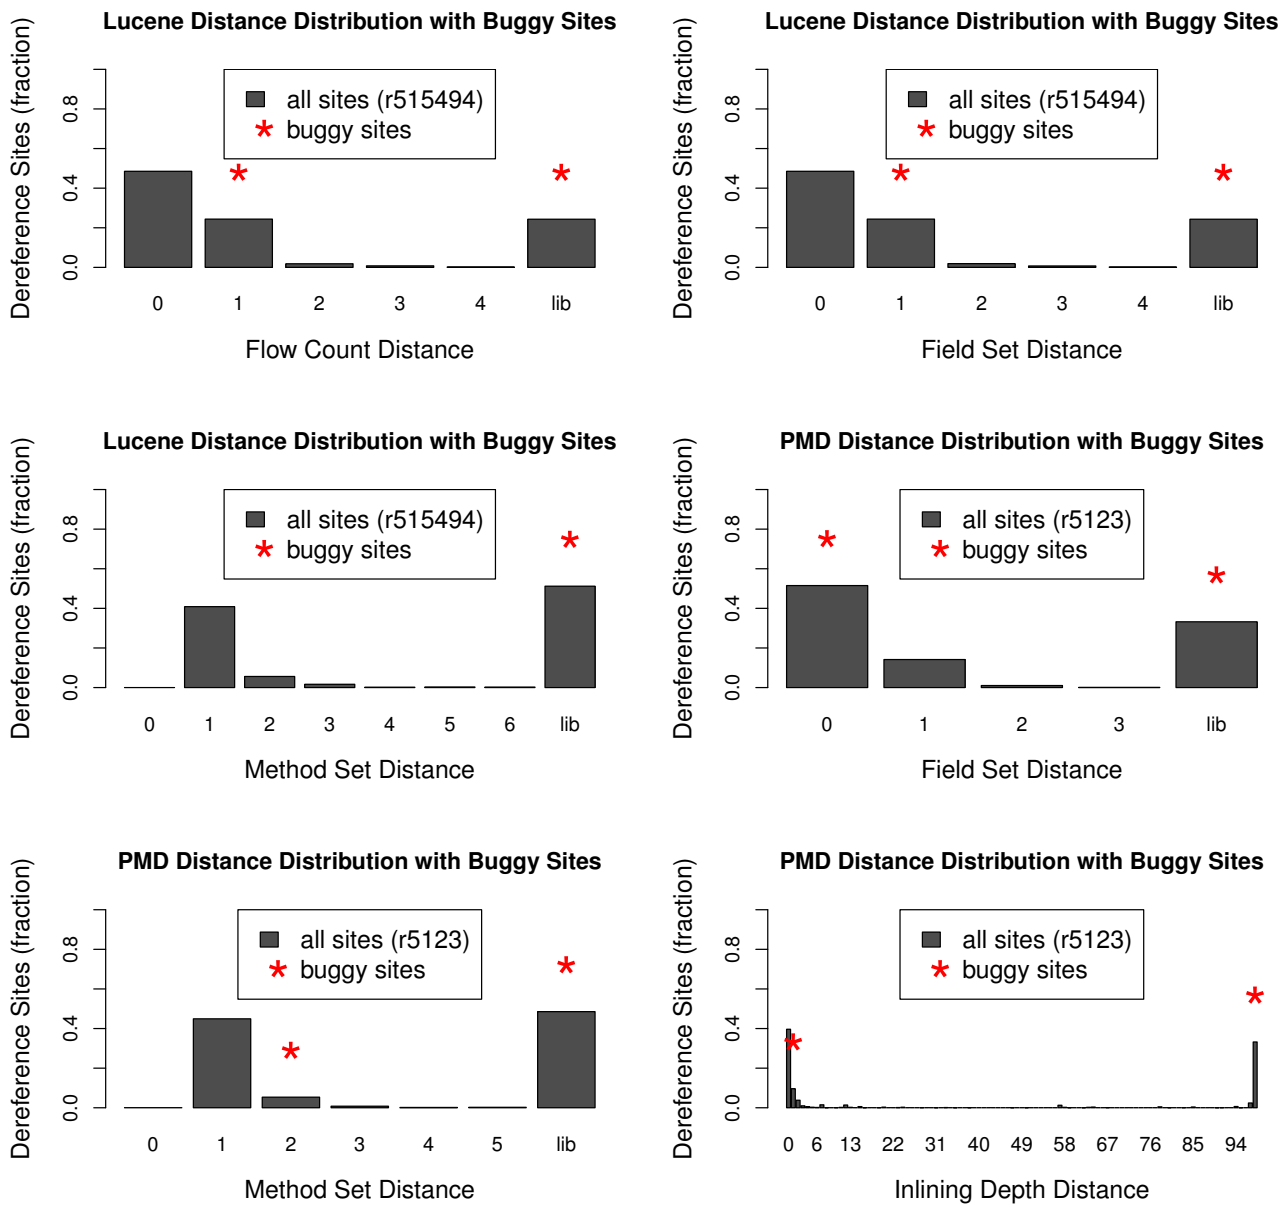 Lucene Distance Distribution with Buggy Sites
Dereference Sites (fraction)
0.0 0.4 0.8
all sites (r515494)
buggy sites
0 1 2 3 4 lib
Flow Count Distance
Lucene Distance Distribution with Buggy Sites
Dereference Sites (fraction)
0.0 0.4 0.8
all sites (r515494)
buggy sites
0 1 2 3 4 lib
Field Set Distance
Lucene Distance Distribution with Buggy Sites
Dereference Sites (fraction)
0.0 0.4 0.8
all sites (r515494)
buggy sites
0 1 2 3 4 5 6 lib
Method Set Distance
PMD Distance Distribution with Buggy Sites
Dereference Sites (fraction)
0.0 0.4 0.8
all sites (r5123)
buggy sites
0 1 2 3 lib
Field Set Distance
PMD Distance Distribution with Buggy Sites
Dereference Sites (fraction)
0.0 0.4 0.8
all sites (r5123)
buggy sites
0 1 2 3 4 5 lib
Method Set Distance
PMD Distance Distribution with Buggy Sites
Dereference Sites (fraction)
0.0 0.4 0.8
all sites (r5123)
buggy sites
0 6 13 22 31 40 49 58 67 76 85 94
Inlining Depth Distance